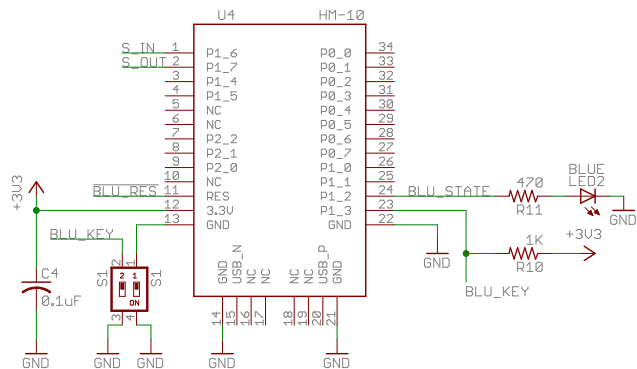 U4 HM-10
S_IN 1 P1_6 P0_0 34
S_OUT 2 P1_7 P0_1 33
3 P1_4 P0_2 32
4 P1_5 P0_3 31
5 NC P0_4 30
6 NC P0_5 29
7 P2_2 P0_6 28
8 P2_1 P0_7 27
9 P2_0 P1_0 26
10 NC P1_1 25
BLU_RES 11 RES P1_2 24 BLU_STATE 470 R11 BLUE LED2 GND
+3V3 12 3.3V P1_3 23
13 GND GND 22 GND
BLU_KEY
1K R10 +3V3
BLU_KEY
C4 0.1uF GND
S1 2 1 2 1 ON 3 4 S1
GND GND
GND USB_N NC NC NC NC USB_P GND
14 15 16 17 18 19 20 21
GND GND